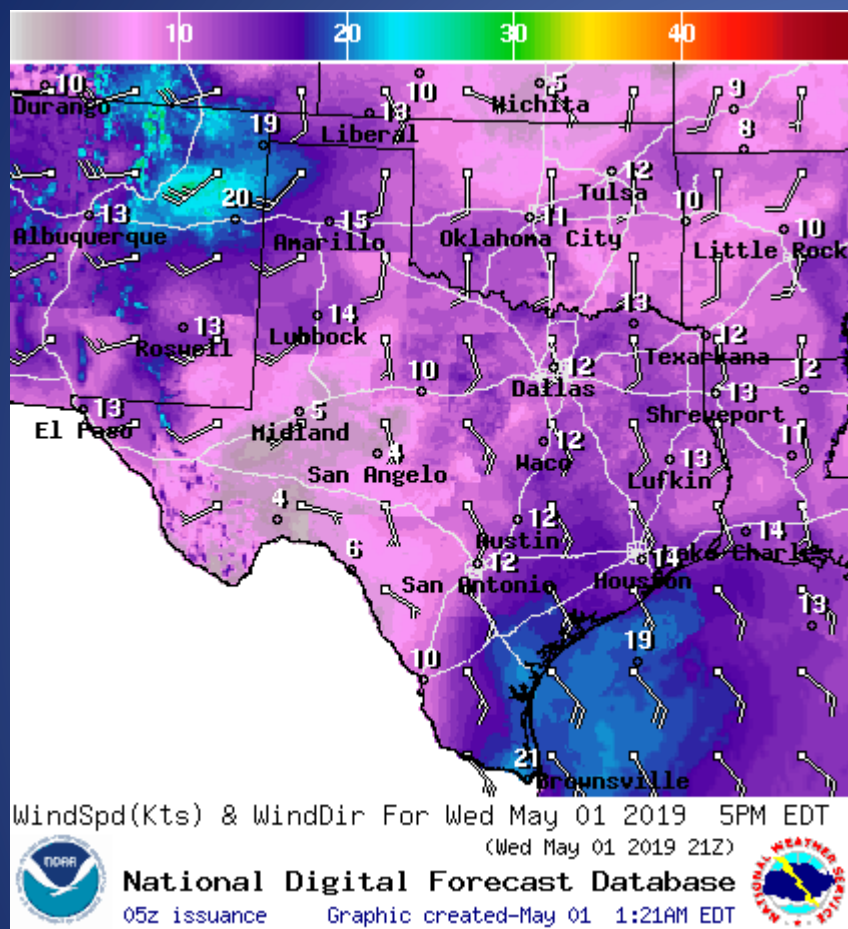 10 20 30 40
10 5 9
Durango 10 Wichita
13
Liberal
19 8
12
Tulsa
13 20 15 11 10 10
Albuquerque Amarillo Oklahoma City Little Rock
13 14 13
Roswell Lubbock 12
Texarkana
10 12 12
Dallas
13 5 13
El Paso Midland Shreveport
4 12 13 11
San Angelo Waco Lufkin
4 12 14
Austin Lake Charles
6 12 14
San Antonio Houston
13
19
10
21
Brownsville
WindSpd(Kts) & WindDir For Wed May 01 2019 5PM EDT
(Wed May 01 2019 21Z)
NOAA
National Digital Forecast Database
NATIONAL WEATHER SERVICE
05z issuance Graphic created-May 01 1:21AM EDT